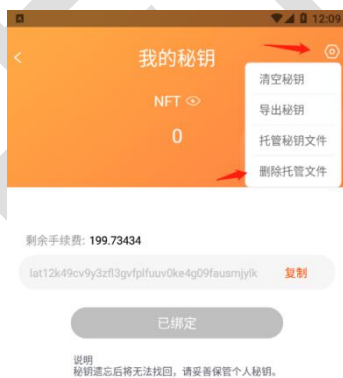 12:09
我的秘钥
清空秘钥
NFT
导出秘钥
0
托管秘钥文件
删除托管文件
剩余手续费: 199.73434
lat12k49cv9y3zfl3gvfplfuuv0ke4g09fausmjylk 复制
已绑定
说明
秘钥遗忘后将无法找回，请妥善保管个人秘钥。